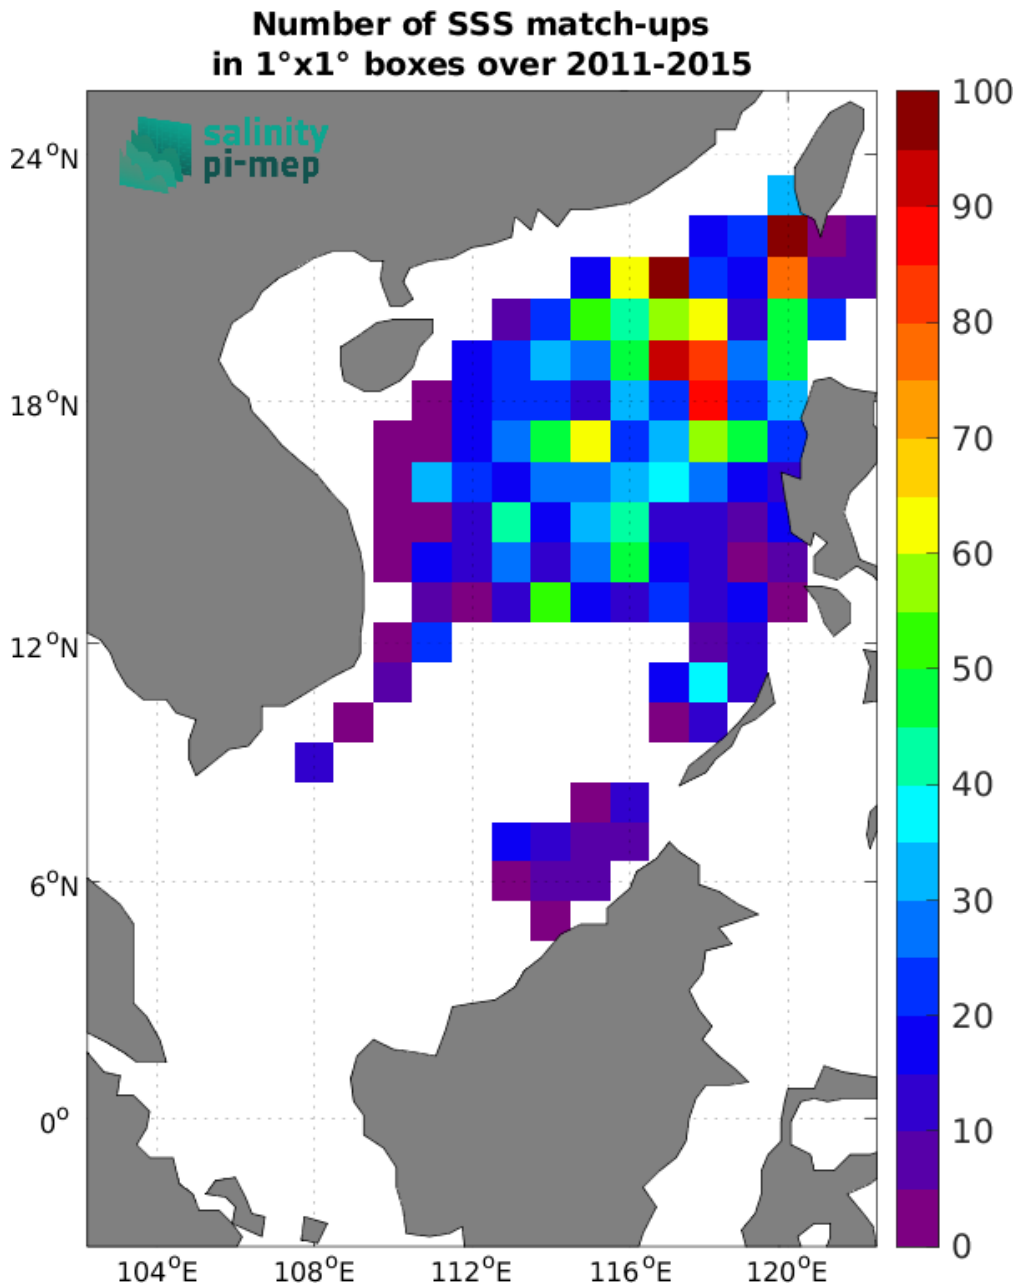 Number of SSS match-ups
in 1°x1° boxes over 2011-2015
salinity
pi-mep
24°N
18°N
12°N
6°N
0°
104°E
108°E
112°E
116°E
120°E
100
90
80
70
60
50
40
30
20
10
0